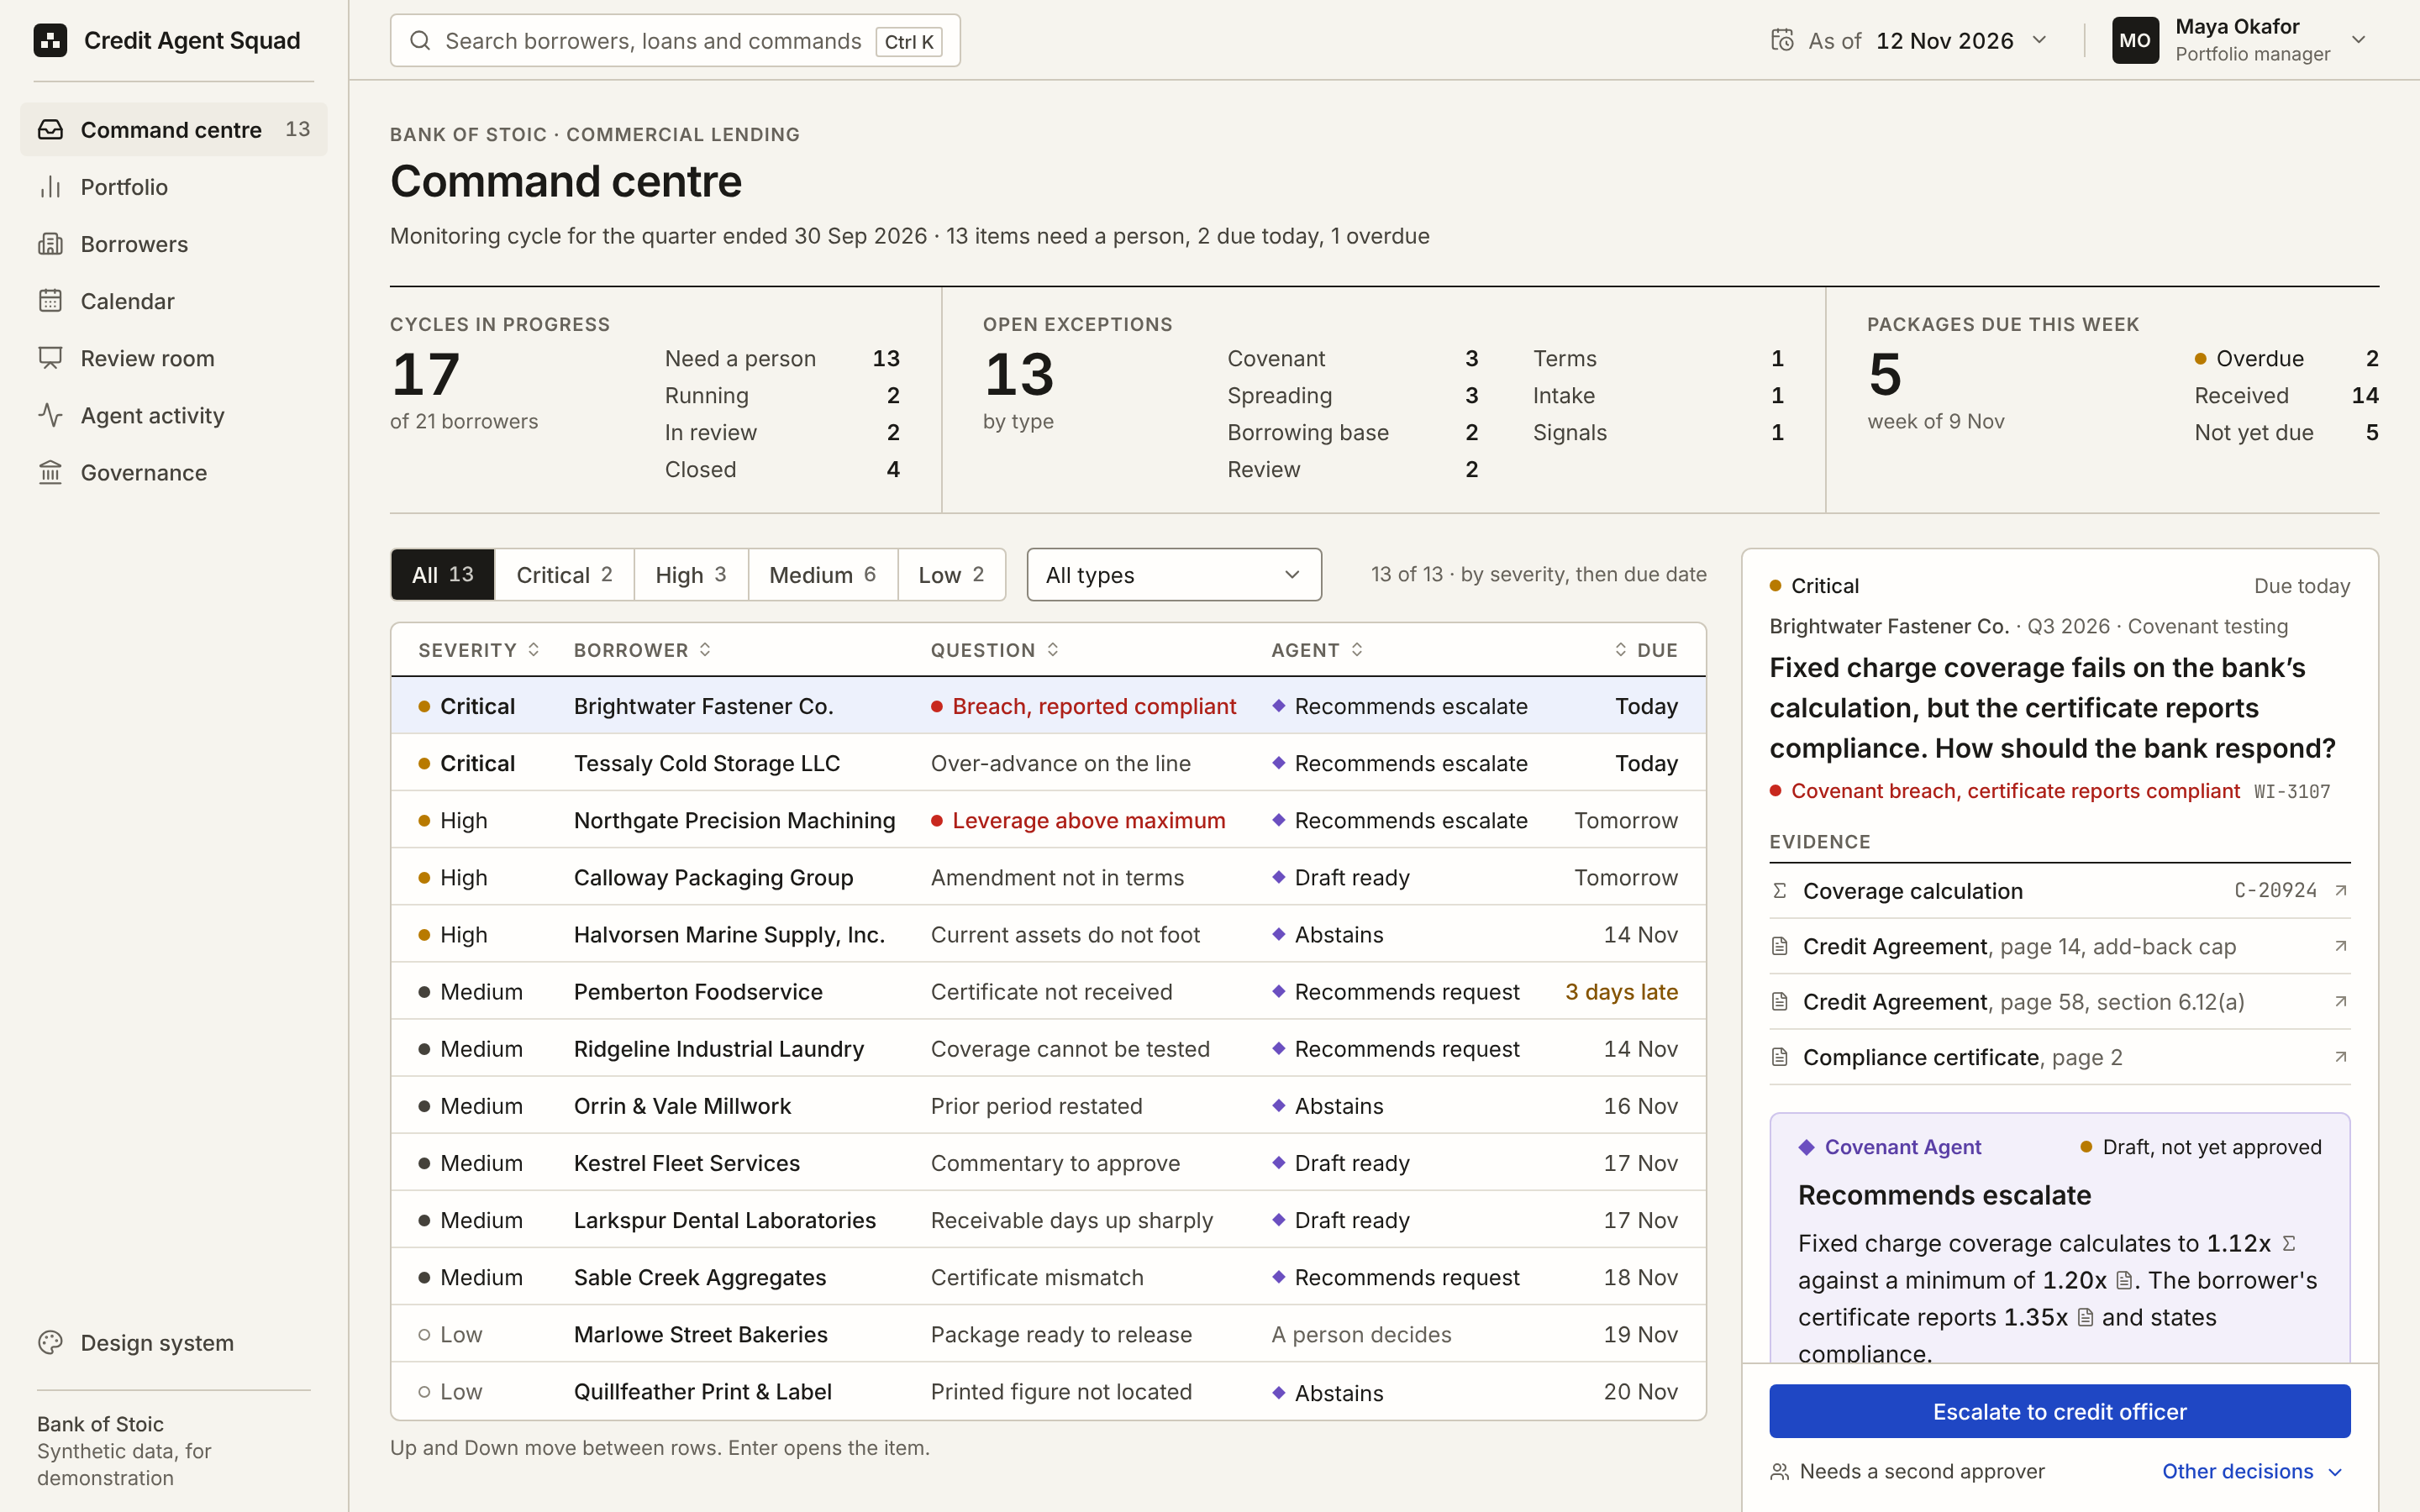 Credit Agent Squad
Search borrowers, loans and commands Ctrl K
As of 12 Nov 2026
MO
Maya Okafor
Portfolio manager
Command centre 13
Portfolio
Borrowers
Calendar
Review room
Agent activity
Governance
Design system
Bank of Stoic
Synthetic data, for
demonstration
BANK OF STOIC · COMMERCIAL LENDING
Command centre
Monitoring cycle for the quarter ended 30 Sep 2026 · 13 items need a person, 2 due today, 1 overdue
CYCLES IN PROGRESS
17
of 21 borrowers
Need a person 13
Running 2
In review 2
Closed 4
OPEN EXCEPTIONS
13
by type
Covenant 3
Spreading 3
Borrowing base 2
Review 2
Terms 1
Intake 1
Signals 1
PACKAGES DUE THIS WEEK
5
week of 9 Nov
Overdue 2
Received 14
Not yet due 5
All 13 Critical 2 High 3 Medium 6 Low 2
All types
13 of 13 · by severity, then due date
SEVERITY BORROWER QUESTION AGENT DUE
Critical Brightwater Fastener Co. Breach, reported compliant Recommends escalate Today
Critical Tessaly Cold Storage LLC Over-advance on the line Recommends escalate Today
High Northgate Precision Machining Leverage above maximum Recommends escalate Tomorrow
High Calloway Packaging Group Amendment not in terms Draft ready Tomorrow
High Halvorsen Marine Supply, Inc. Current assets do not foot Abstains 14 Nov
Medium Pemberton Foodservice Certificate not received Recommends request 3 days late
Medium Ridgeline Industrial Laundry Coverage cannot be tested Recommends request 14 Nov
Medium Orrin & Vale Millwork Prior period restated Abstains 16 Nov
Medium Kestrel Fleet Services Commentary to approve Draft ready 17 Nov
Medium Larkspur Dental Laboratories Receivable days up sharply Draft ready 17 Nov
Medium Sable Creek Aggregates Certificate mismatch Recommends request 18 Nov
Low Marlowe Street Bakeries Package ready to release A person decides 19 Nov
Low Quillfeather Print & Label Printed figure not located Abstains 20 Nov
Up and Down move between rows. Enter opens the item.
Critical Due today
Brightwater Fastener Co. · Q3 2026 · Covenant testing
Fixed charge coverage fails on the bank’s
calculation, but the certificate reports
compliance. How should the bank respond?
Covenant breach, certificate reports compliant WI-3107
EVIDENCE
Σ Coverage calculation C-20924
Credit Agreement, page 14, add-back cap
Credit Agreement, page 58, section 6.12(a)
Compliance certificate, page 2
Covenant Agent Draft, not yet approved
Recommends escalate
Fixed charge coverage calculates to 1.12x Σ
against a minimum of 1.20x. The borrower's
certificate reports 1.35x and states
compliance.
Escalate to credit officer
Needs a second approver Other decisions